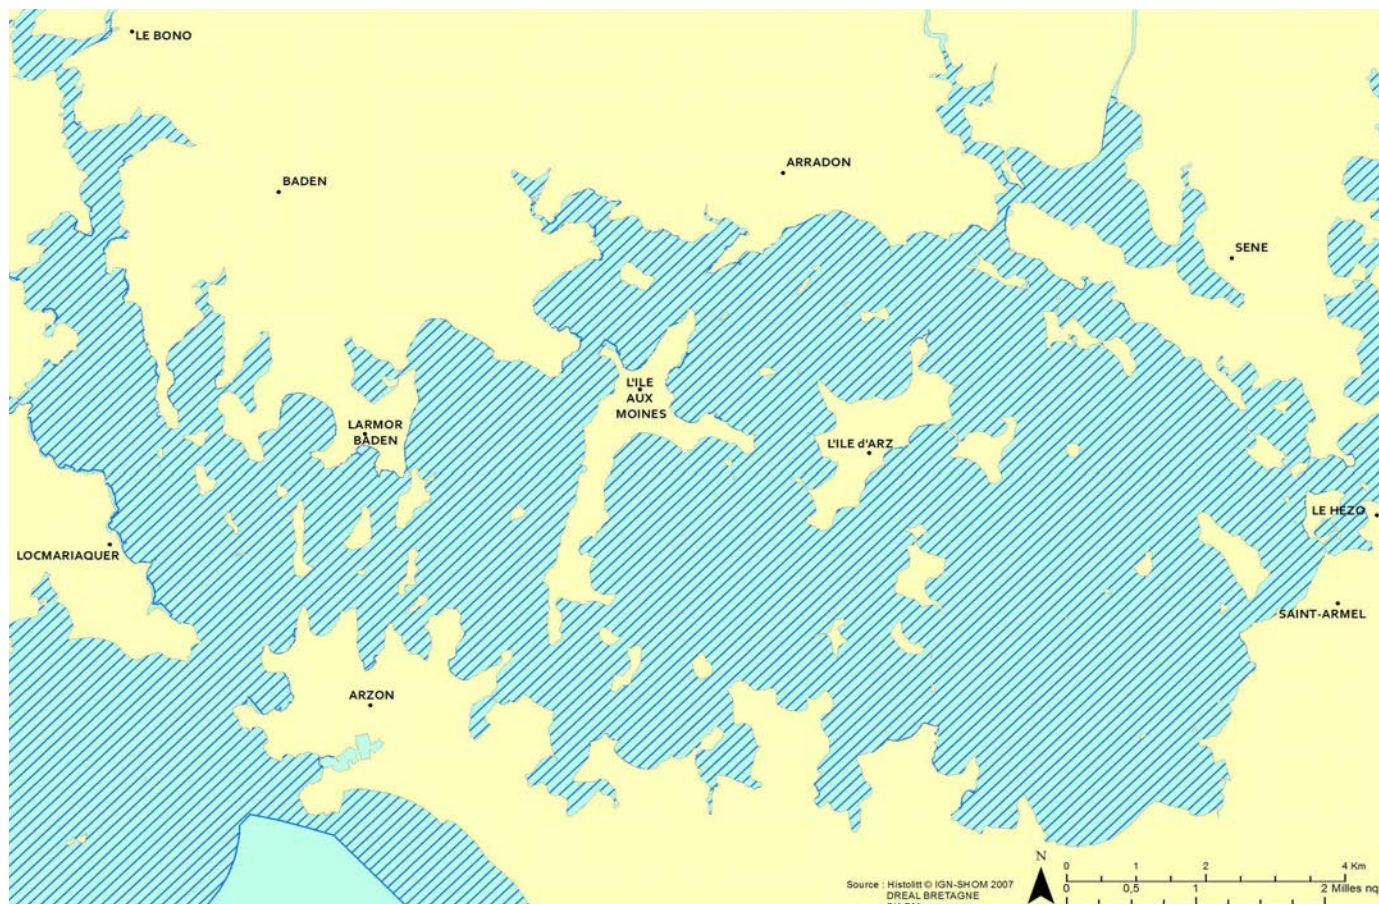 LE BONO
ARRADON
BADEN
SENE
L'ILE
AUX
MOINES
LARMOR
BADEN
L'ILE d'ARZ
LE HEZO
LOCMARIAQUER
SAINT-ARMEL
ARZON
N
0 1 2 4 Km
0 0,5 1 2 Milles nq
Source : Histolitt © IGN-SHOM 2007
DREAL BRETAGNE